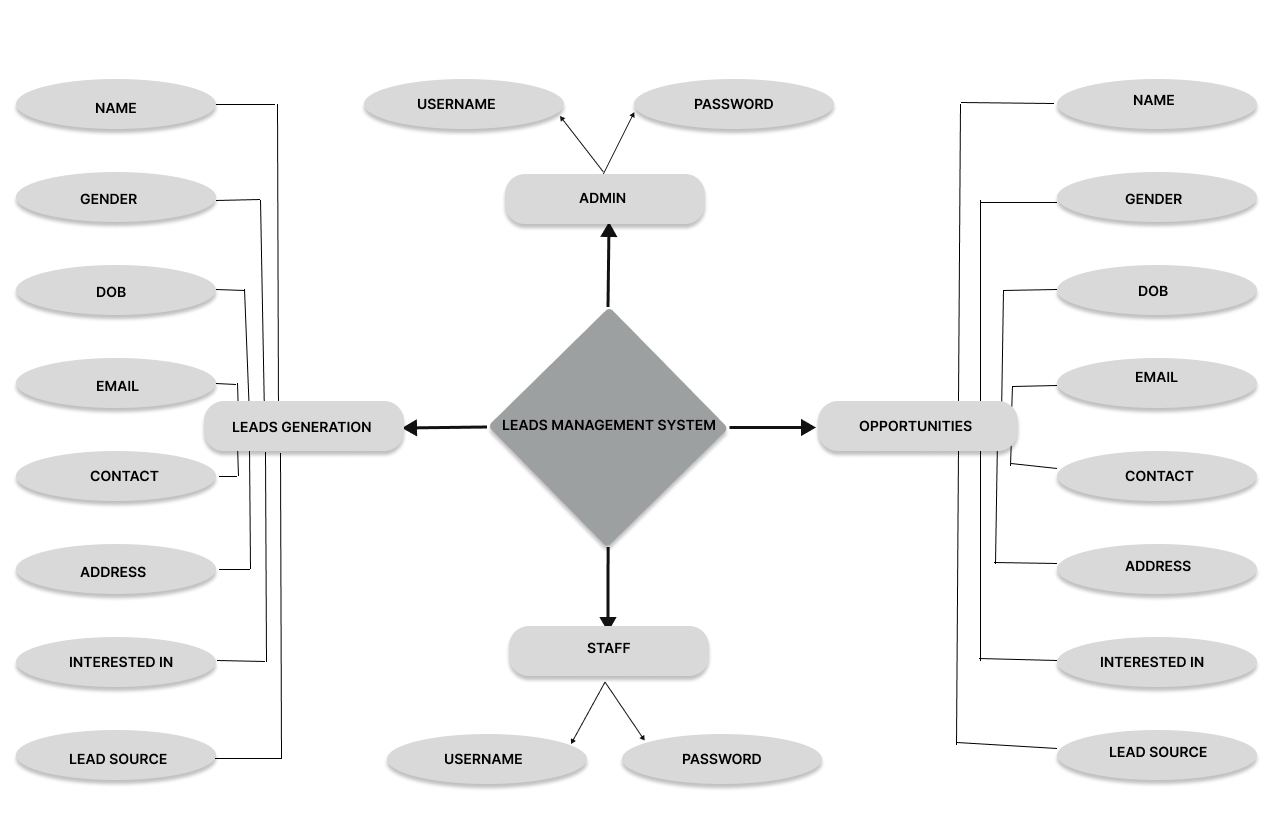 NAME
GENDER
DOB
EMAIL
CONTACT
ADDRESS
INTERESTED IN
LEAD SOURCE
LEADS GENERATION
USERNAME
PASSWORD
ADMIN
LEADS MANAGEMENT SYSTEM
STAFF
USERNAME
PASSWORD
OPPORTUNITIES
NAME
GENDER
DOB
EMAIL
CONTACT
ADDRESS
INTERESTED IN
LEAD SOURCE